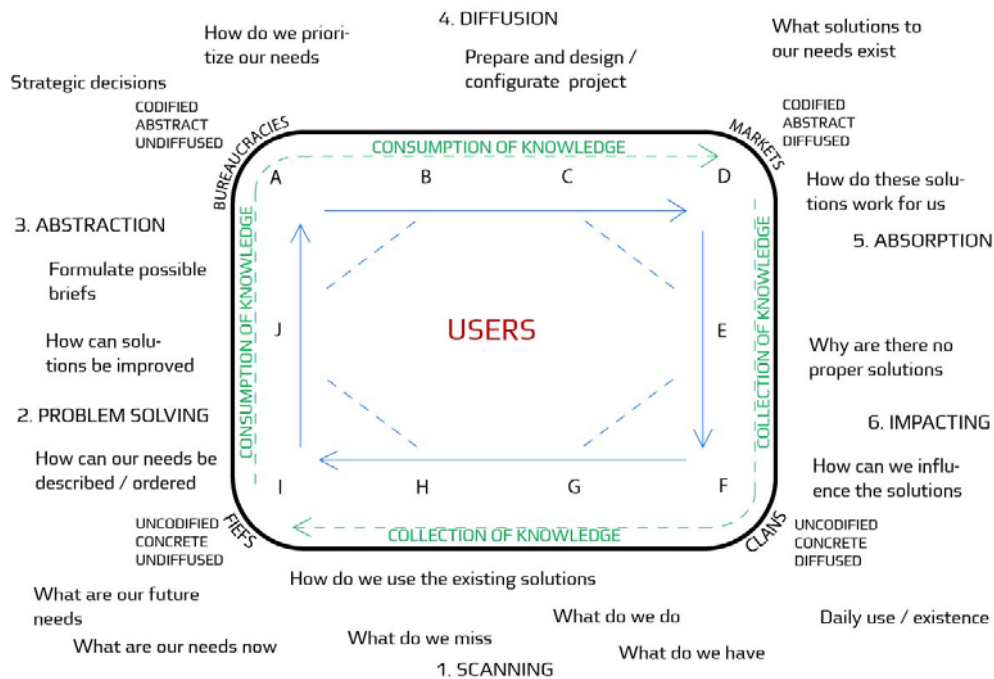 4. DIFFUSION
How do we priori-
tize our needs
What solutions to
our needs exist
Prepare and design /
configurate project
Strategic decisions
CODIFIED
ABSTRACT
UNDIFFUSED
CODIFIED
ABSTRACT
DIFFUSED
BUREAUCRACIES
MARKETS
CONSUMPTION OF KNOWLEDGE
A
B
C
D
How do these solu-
tions work for us
3. ABSTRACTION
5. ABSORPTION
Formulate possible
briefs
CONSUMPTION OF KNOWLEDGE
COLLECTION OF KNOWLEDGE
J
USERS
E
How can solu-
tions be improved
Why are there no
proper solutions
2. PROBLEM SOLVING
6. IMPACTING
How can our needs be
described / ordered
How can we influ-
ence the solutions
I
H
G
F
FIEFS
CLANS
UNCODIFIED
CONCRETE
UNDIFFUSED
COLLECTION OF KNOWLEDGE
UNCODIFIED
CONCRETE
DIFFUSED
How do we use the existing solutions
What are our future
needs
What do we do
Daily use / existence
What are our needs now
What do we miss
What do we have
1. SCANNING